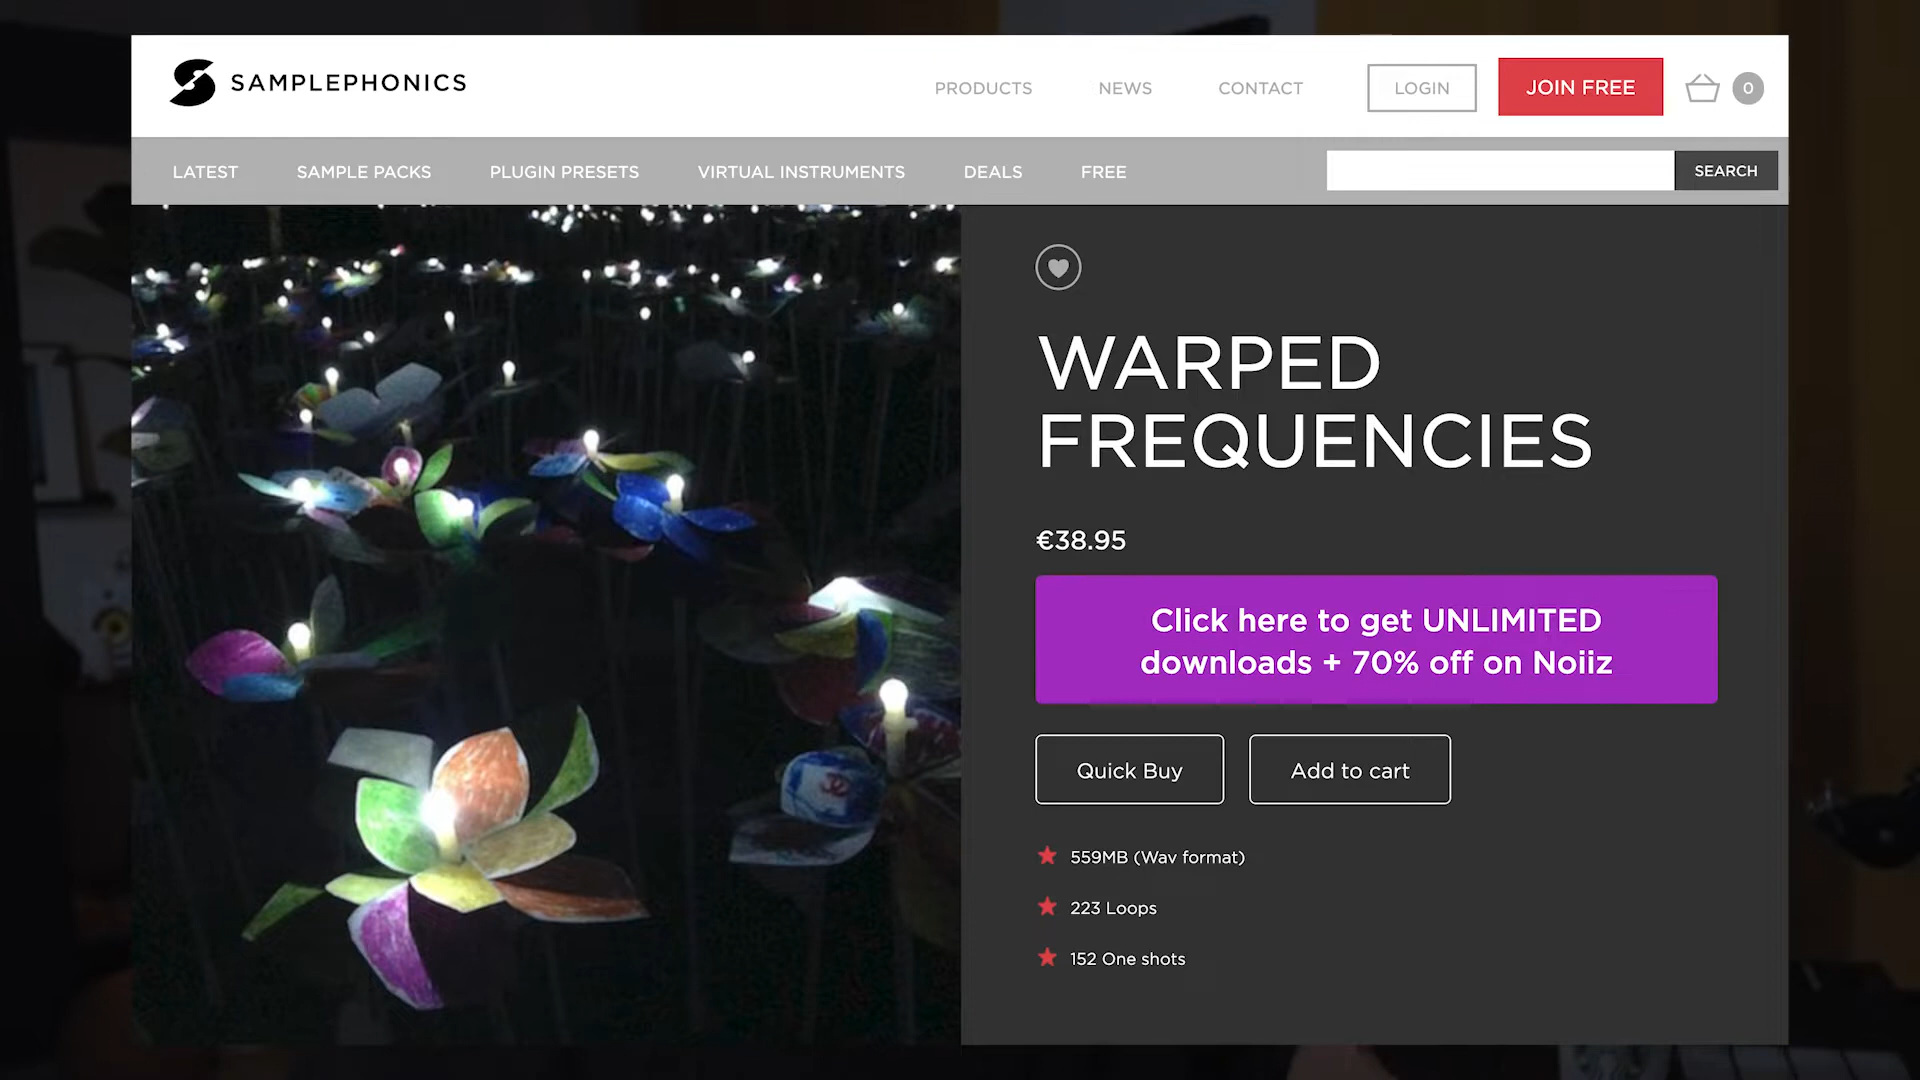 SAMPLEPHONICS
PRODUCTS
NEWS
CONTACT
LOGIN
JOIN FREE
0
LATEST
SAMPLE PACKS
PLUGIN PRESETS
VIRTUAL INSTRUMENTS
DEALS
FREE
SEARCH
WARPED
FREQUENCIES
€38.95
Click here to get UNLIMITED
downloads + 70% off on Noiiz
Quick Buy
Add to cart
559MB (Wav format)
223 Loops
152 One shots